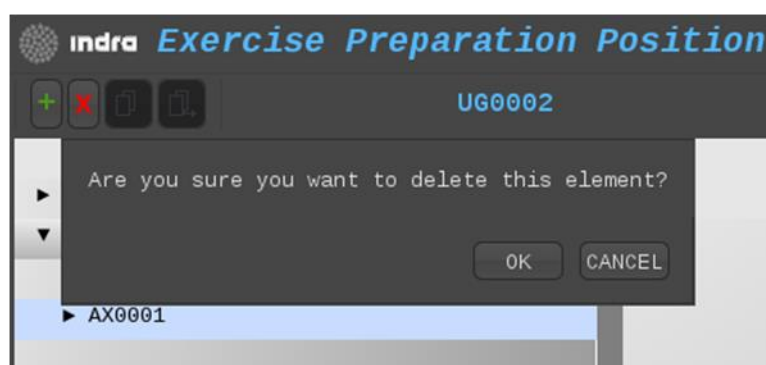 indra Exercise Preparation Position
UG0002
Are you sure you want to delete this element?
OK CANCEL
AX0001